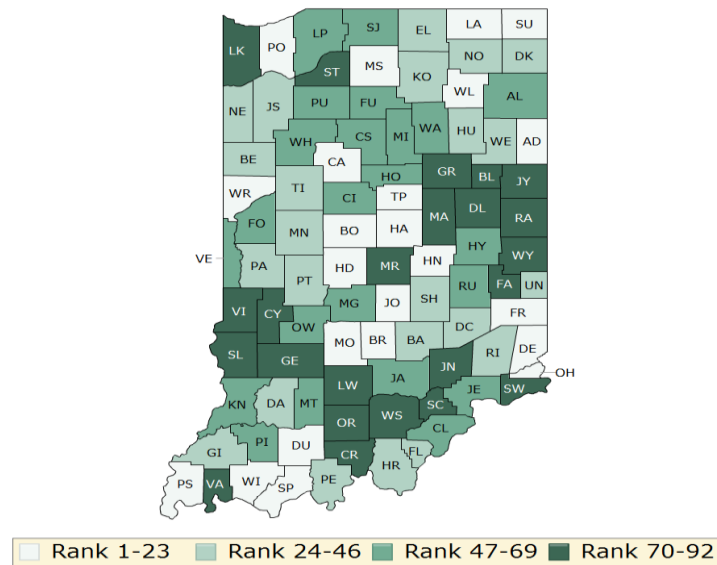 LA SU
LP SJ EL
LK PO
ST MS NO DK
KO
WL AL
NE JS PU FU
WH CS MI WA HU WE AD
BE CA
GR BL JY
WR TI HO
CI TP
MA DL RA
FO MN BO HA
HY WY
VE PA PT HD MR HN
RU FA UN
MG JO SH
VI CY FR
OW DC
MO BR BA
SL GE RI DE
JN OH
LW JA
KN DA MT JE SW
SC
OR WS
CL
PI DU
GI CR FL
HR
PS VA WI SP PE
Rank 1-23 Rank 24-46 Rank 47-69 Rank 70-92